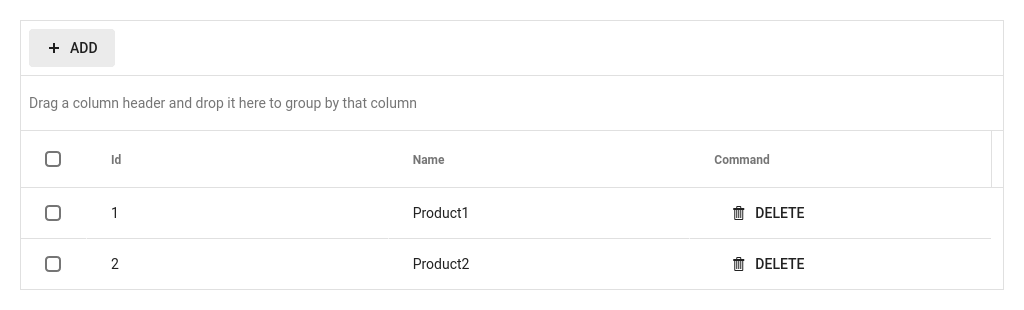 ADD
Drag a column header and drop it here to group by that column
Id Name Command
1 Product1 DELETE
2 Product2 DELETE